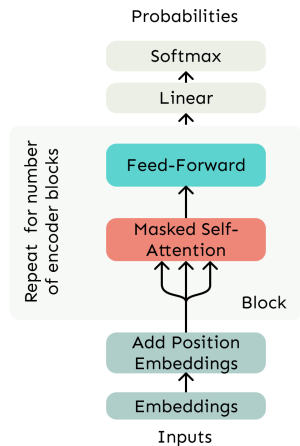 Probabilities
Softmax
Linear
Repeat for number
of encoder blocks
Feed-Forward
Masked Self-
Attention
Block
Add Position
Embeddings
Embeddings
Inputs